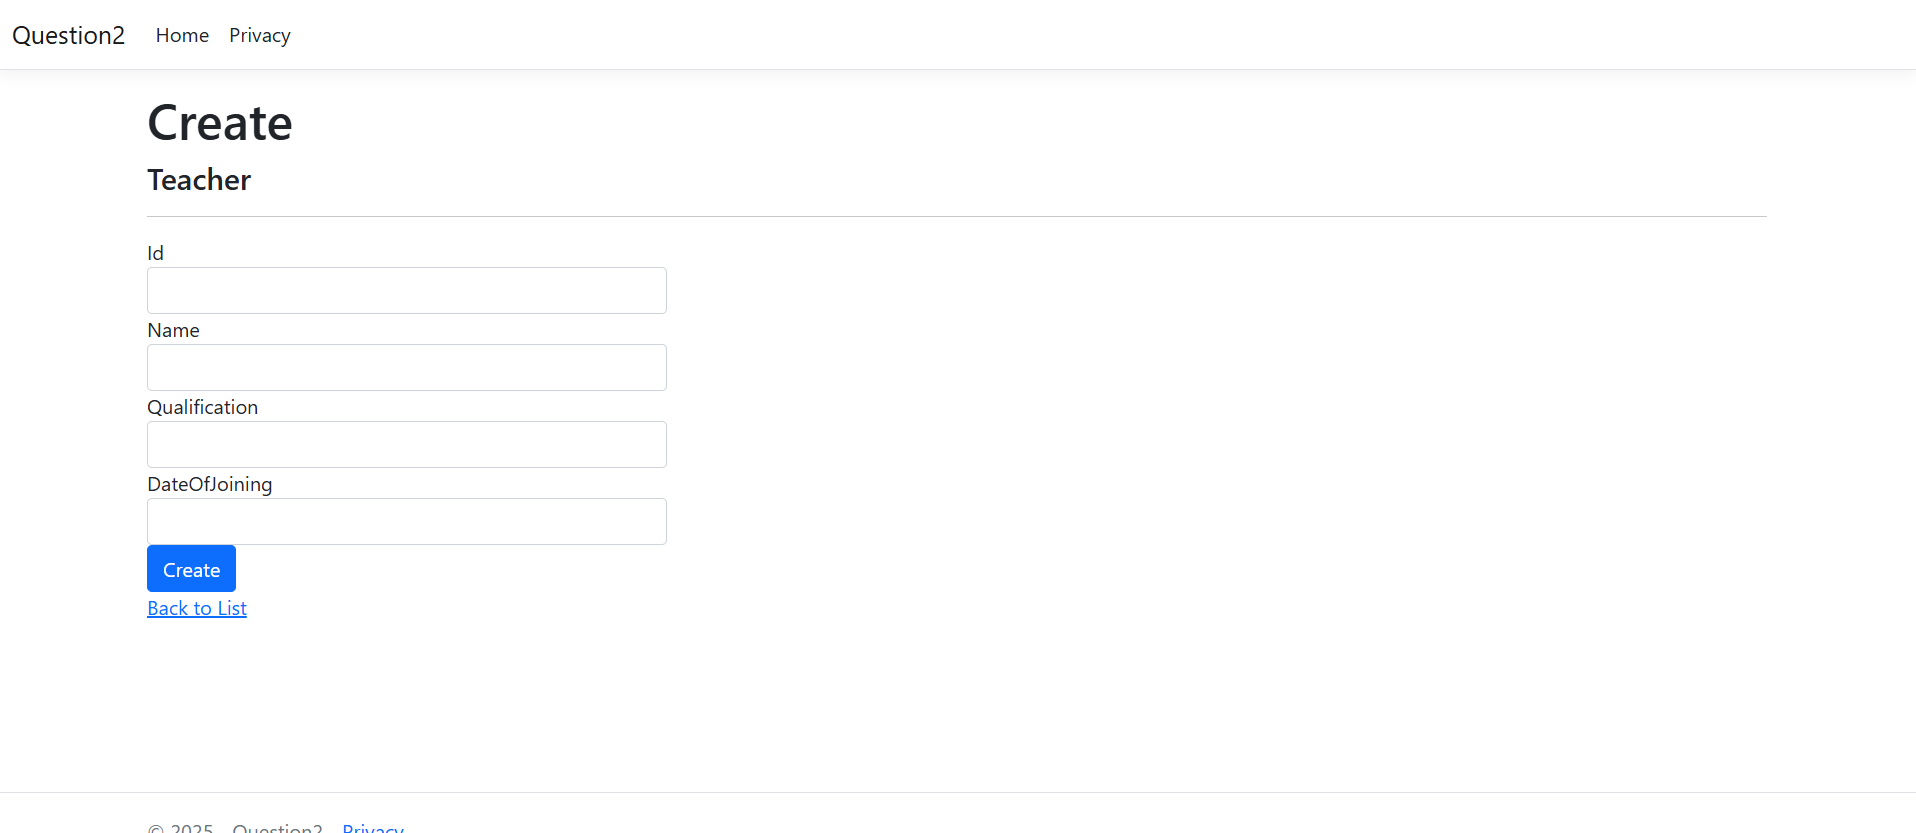 Question2 Home Privacy
Create
Teacher
Id
Name
Qualification
DateOfJoining
Create
Back to List
© 2025 - Question2 - Privacy